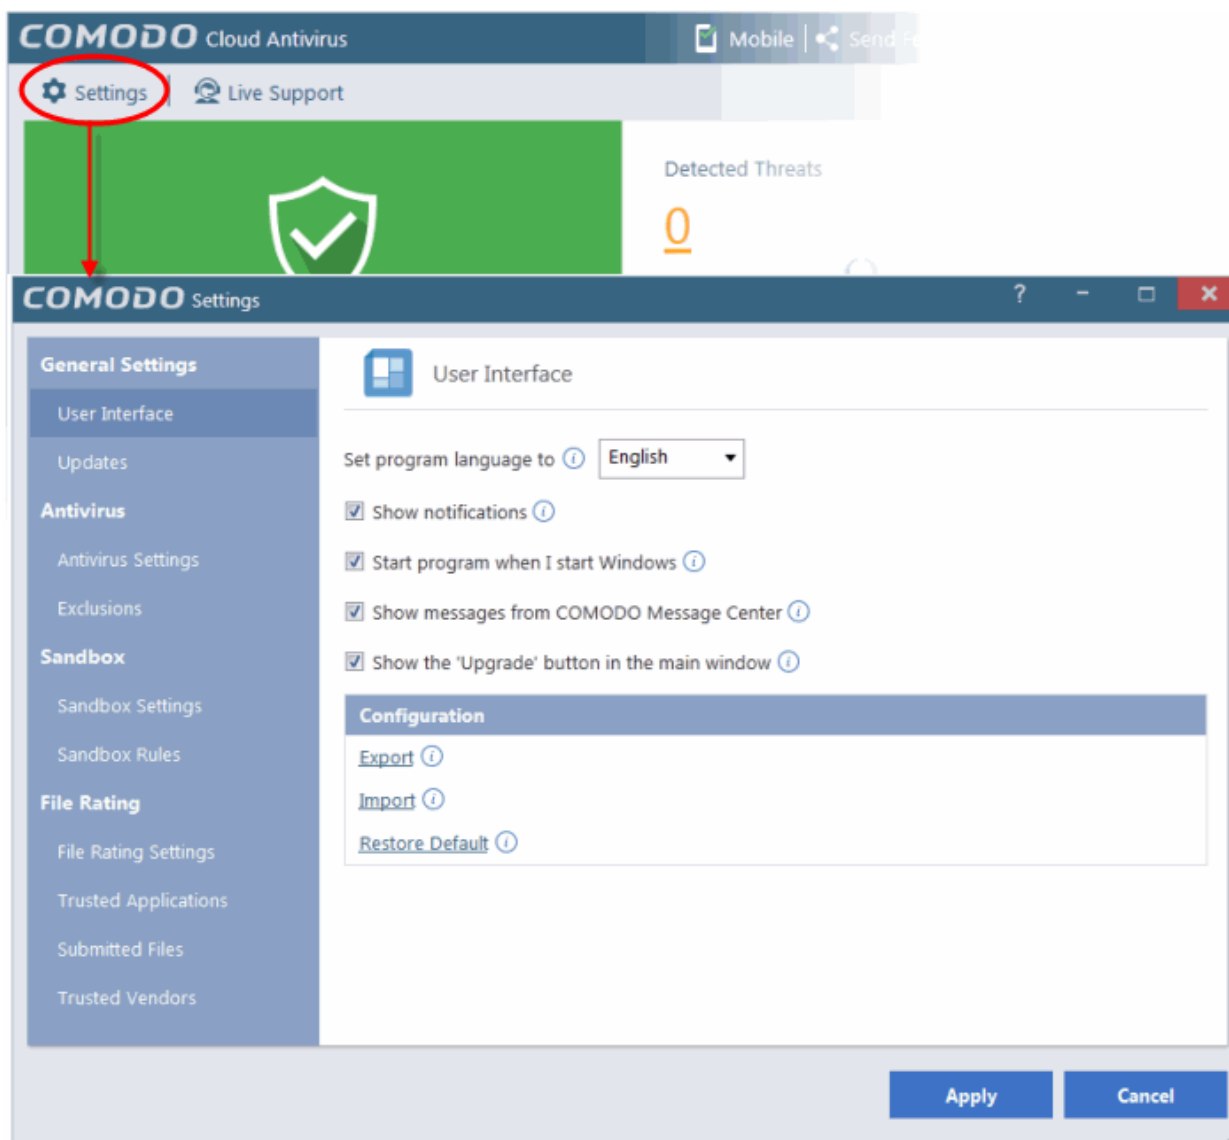 COMODO Cloud Antivirus
Mobile
Send
Settings
Live Support
Detected Threats
0
COMODO Settings
?
General Settings
User Interface
Updates
Antivirus
Antivirus Settings
Exclusions
Sandbox
Sandbox Settings
Sandbox Rules
File Rating
File Rating Settings
Trusted Applications
Submitted Files
Trusted Vendors
User Interface
Set program language to English
Show notifications
Start program when I start Windows
Show messages from COMODO Message Center
Show the 'Upgrade' button in the main window
Configuration
Export
Import
Restore Default
Apply
Cancel